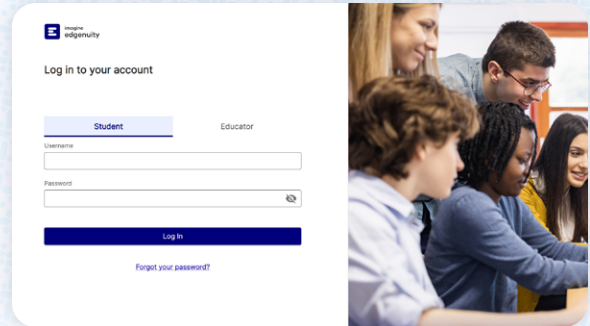 imagine
edgenuity
Log in to your account
Student
Educator
Username
Password
Log In
Forgot your password?